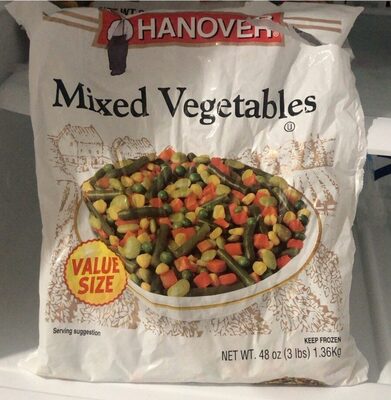 HANOVER
Mixed Vegetables
VALUE
SIZE
Serving suggestion
KEEP FROZEN
NET WT. 48 oz (3 lbs) 1.36Kg